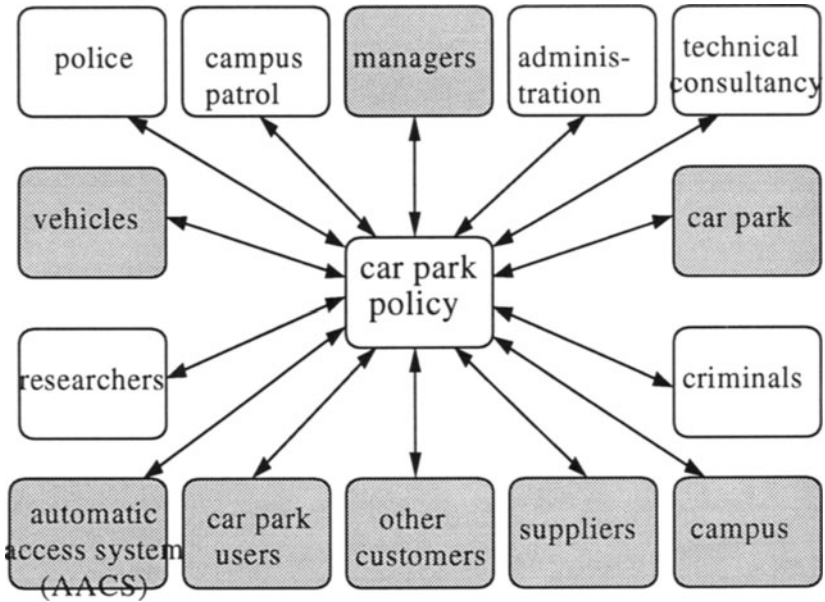 police
campus
patrol
managers
adminis-
tration
technical
consultancy
vehicles
car park
car park
policy
researchers
criminals
automatic
access system
(AACS)
car park
users
other
customers
suppliers
campus